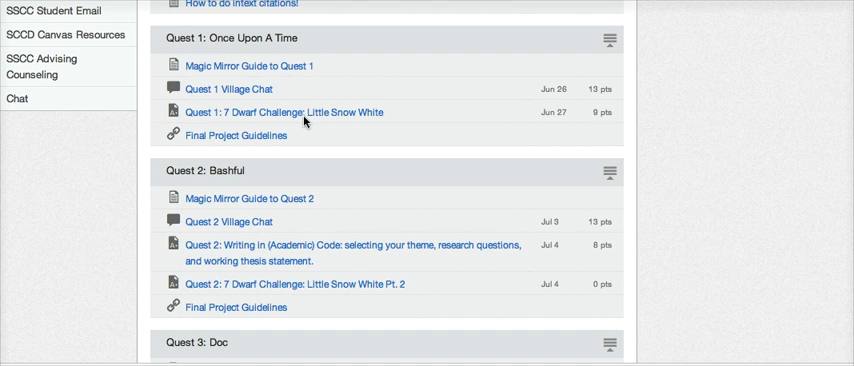 SSCC Student Email
SCCD Canvas Resources
SSCC Advising
Counseling
Chat
How to do intext citations!
Quest 1: Once Upon A Time
Magic Mirror Guide to Quest 1
Quest 1 Village Chat Jun 26 13 pts
Quest 1: 7 Dwarf Challenge: Little Snow White Jun 27 9 pts
Final Project Guidelines
Quest 2: Bashful
Magic Mirror Guide to Quest 2
Quest 2 Village Chat Jul 3 13 pts
Quest 2: Writing in (Academic) Code: selecting your theme, research questions, Jul 4 8 pts
and working thesis statement.
Quest 2: 7 Dwarf Challenge: Little Snow White Pt. 2 Jul 4 0 pts
Final Project Guidelines
Quest 3: Doc